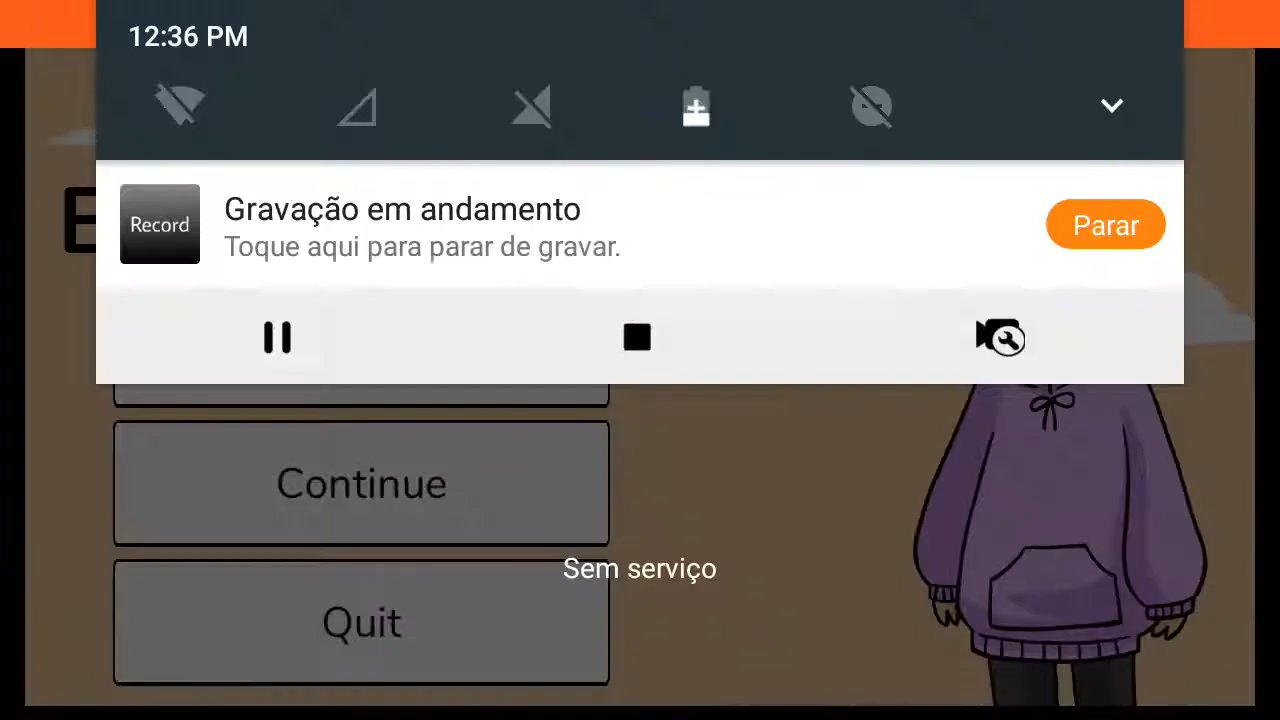 12:36 PM
Record
Gravação em andamento
Toque aqui para parar de gravar.
Parar
Continue
Sem serviço
Quit